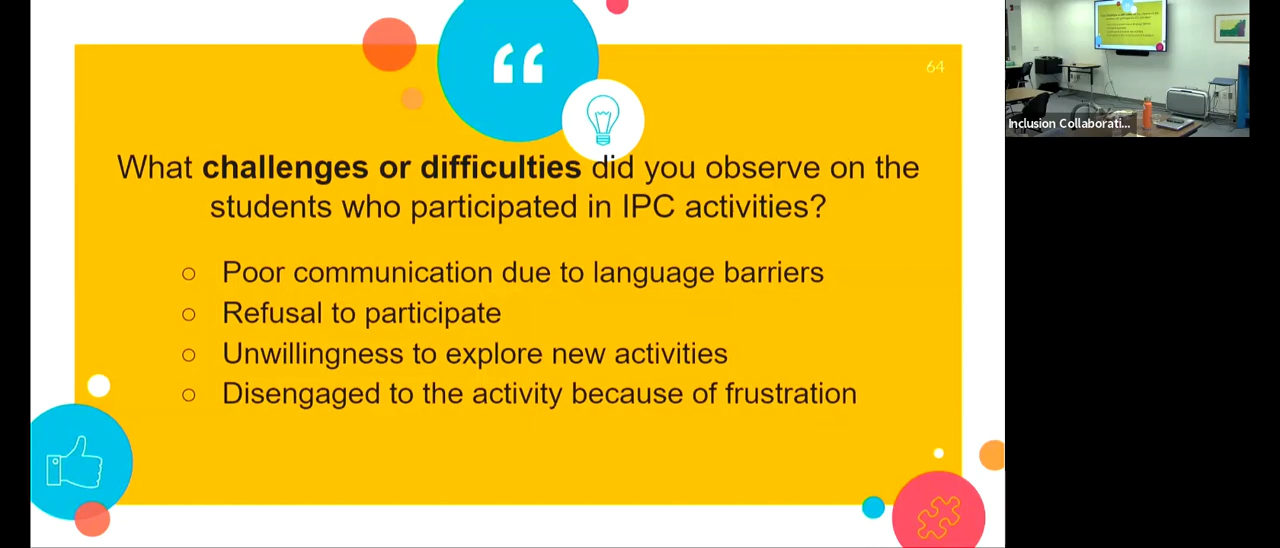 64
What challenges or difficulties did you observe on the
students who participated in IPC activities?
○ Poor communication due to language barriers
○ Refusal to participate
○ Unwillingness to explore new activities
○ Disengaged to the activity because of frustration
Inclusion Collaborati...